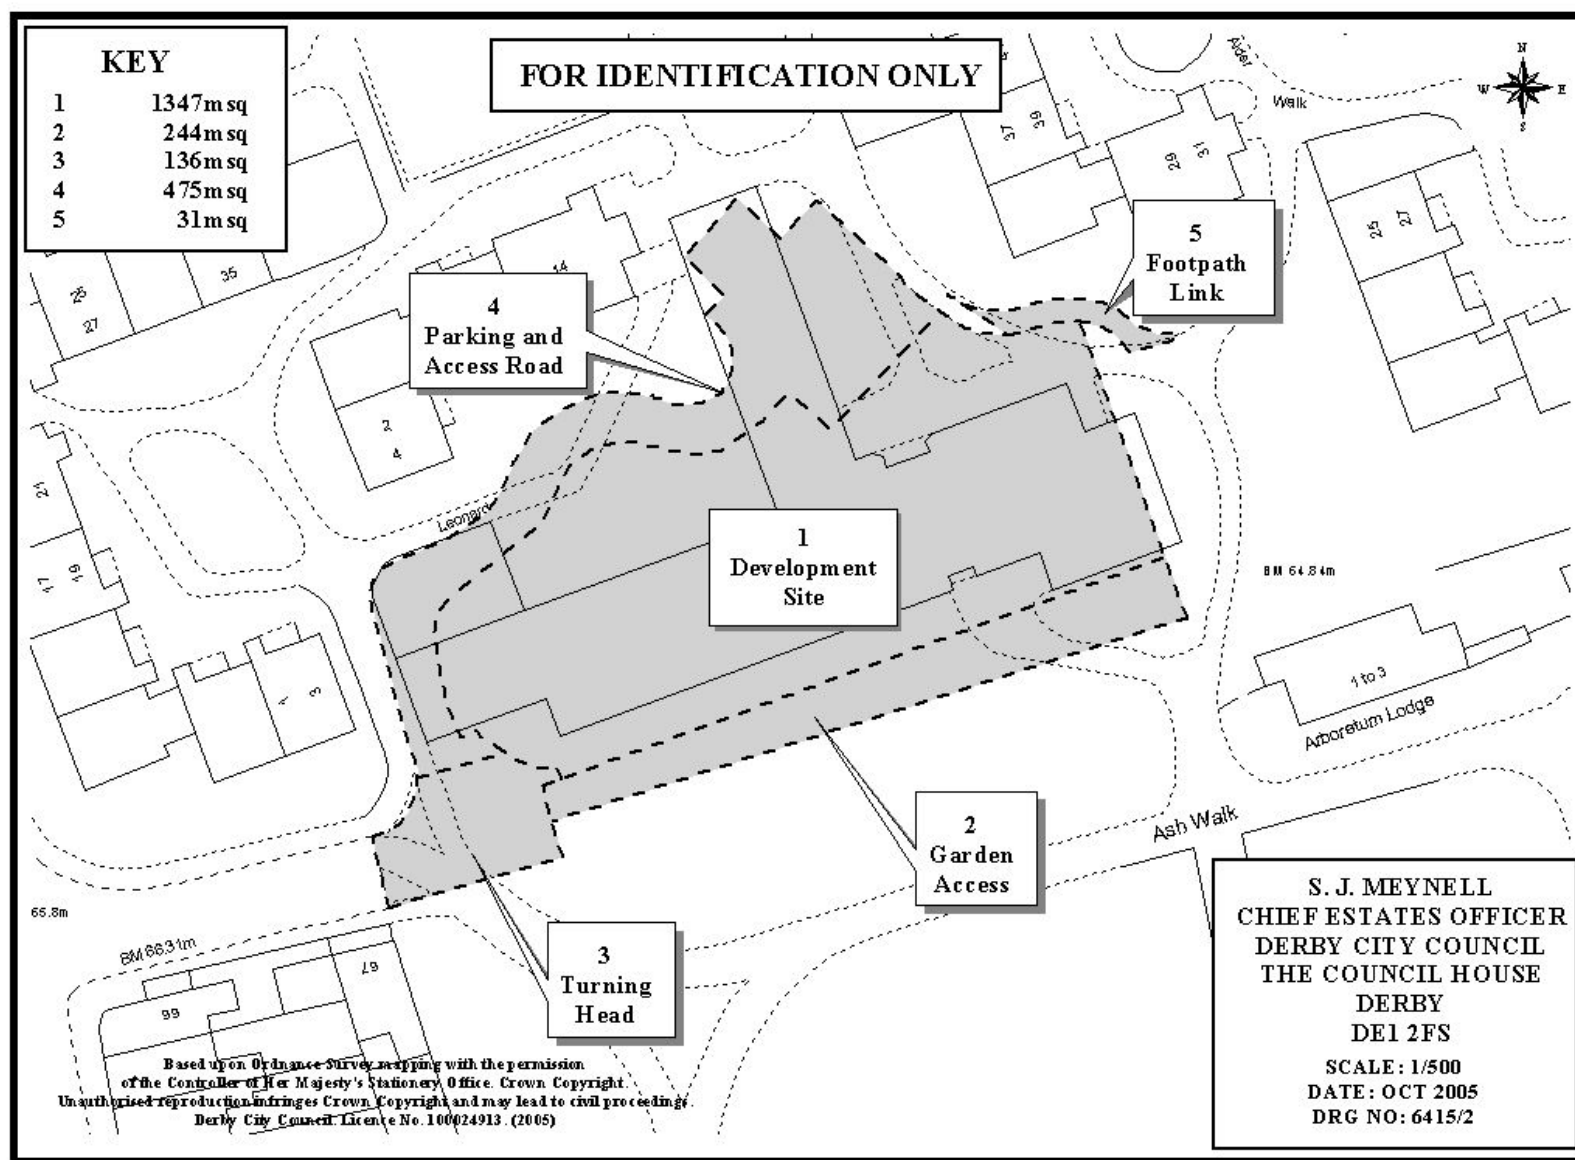 KEY
1 1347m sq
2 244m sq
3 136m sq
4 475m sq
5 31m sq
FOR IDENTIFICATION ONLY
N
W E
S
Alder
Walk
37
39
29
31
25
27
35
25
27
14
5
Footpath
Link
4
Parking and
Access Road
2
4
Leonard
21
19
17
1
Development
Site
BM 64.84m
4
3
1 to 3
Arboretum Lodge
Ash Walk
2
Garden
Access
65.8m
BM 66.31m
67
66
3
Turning
Head
S. J. MEYNELL
CHIEF ESTATES OFFICER
DERBY CITY COUNCIL
THE COUNCIL HOUSE
DERBY
DE1 2FS
SCALE: 1/500
DATE: OCT 2005
DRG NO: 6415/2
Based upon Ordnance Survey mapping with the permission
of the Controller of Her Majesty's Stationery Office. Crown Copyright.
Unauthorised reproduction infringes Crown Copyright and may lead to civil proceedings.
Derby City Council. Licence No. 100024913. (2005)